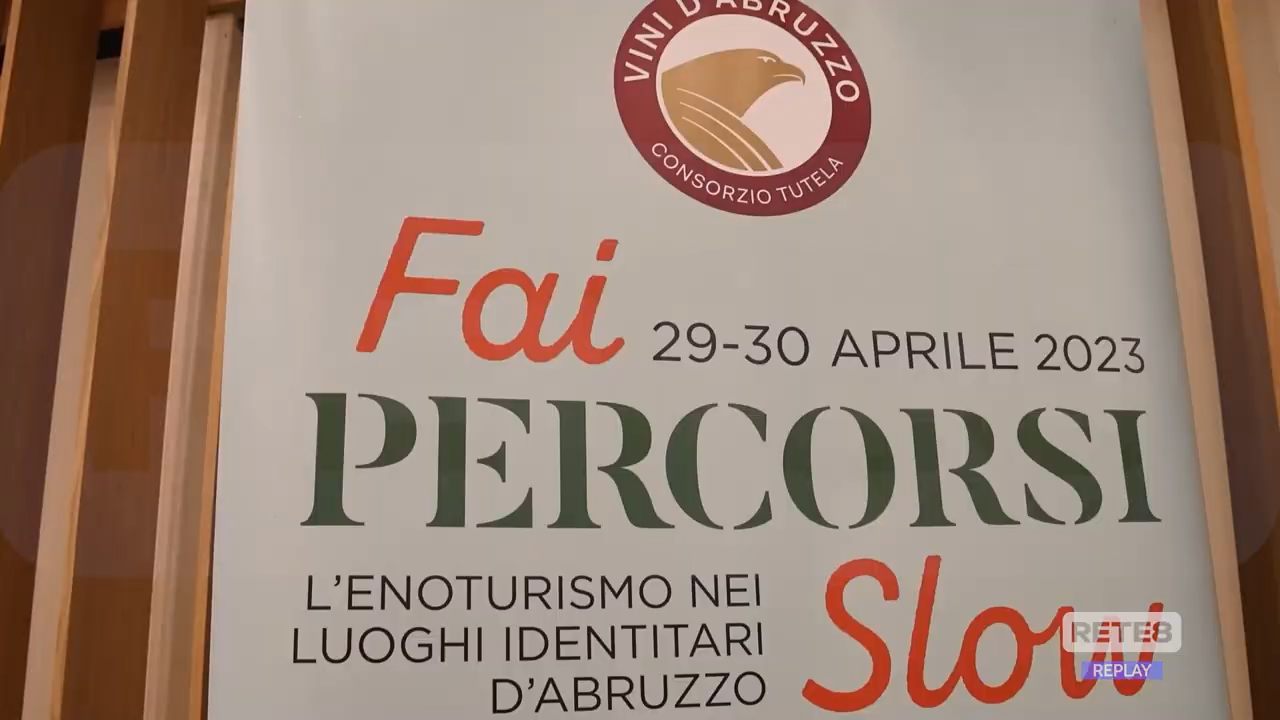 VINI D'ABRUZZO
CONSORZIO TUTELA
Fai
29-30 APRILE 2023
PERCORSI
L'ENOTURISMO NEI
LUOGHI IDENTITARI
D'ABRUZZO
Slow
RETE8
REPLAY